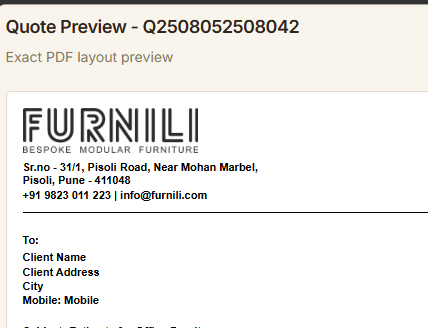 Quote Preview - Q2508052508042
Exact PDF layout preview
FURNILI
BESPOKE MODULAR FURNITURE
Sr.no - 31/1, Pisoli Road, Near Mohan Marbel,
Pisoli, Pune - 411048
+91 9823 011 223 | info@furnili.com
To:
Client Name
Client Address
City
Mobile: Mobile